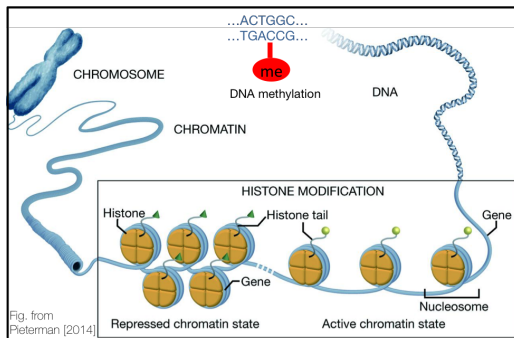 ...ACTGGC...
...TGACCG...
me
DNA methylation
CHROMOSOME
DNA
CHROMATIN
HISTONE MODIFICATION
Histone
Histone tail
Gene
Gene
Nucleosome
Repressed chromatin state
Active chromatin state
Fig. from
Pieterman [2014]